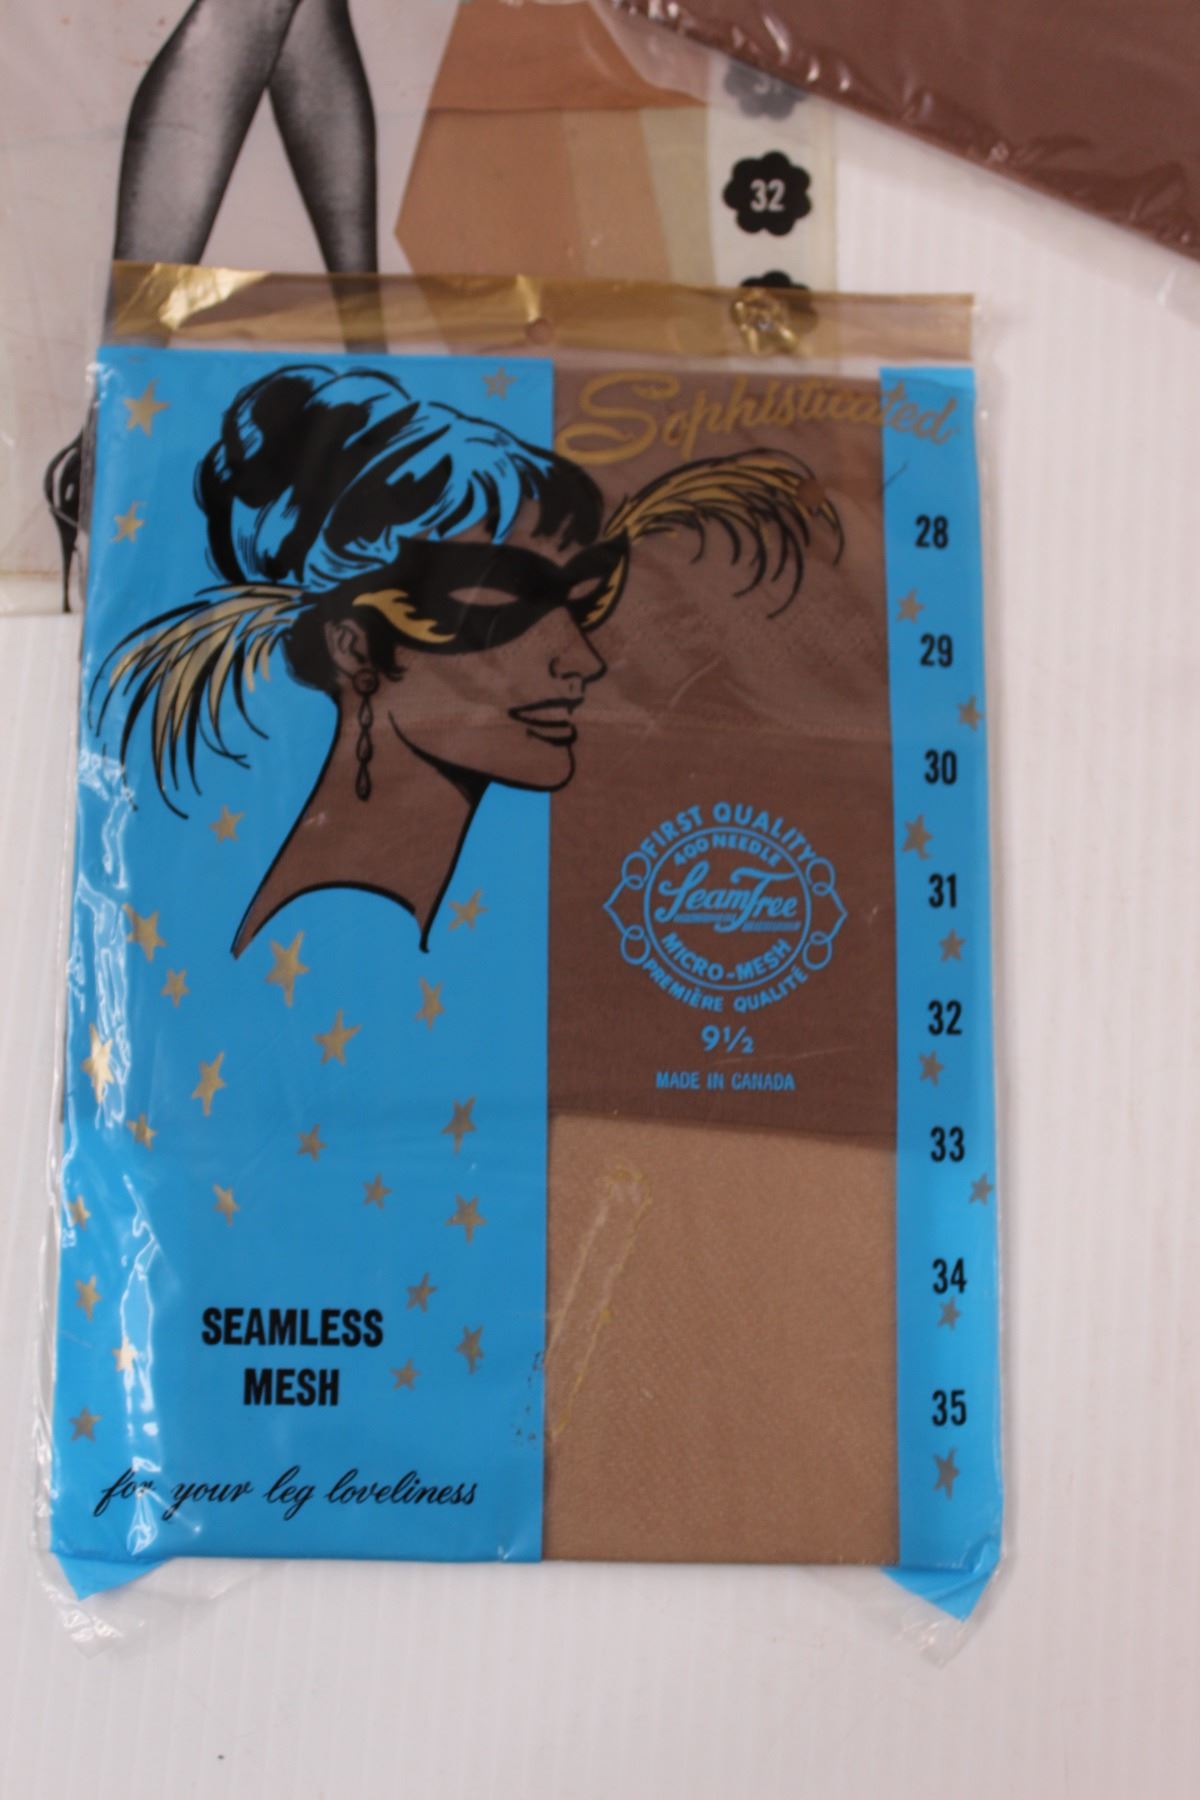 32
Sophisticated
28
29
30
31
32
33
34
35
FIRST QUALITY
400 NEEDLE
SeamFree
MICRO-MESH
PREMIÈRE QUALITÉ
9½
MADE IN CANADA
SEAMLESS
MESH
for your leg loveliness